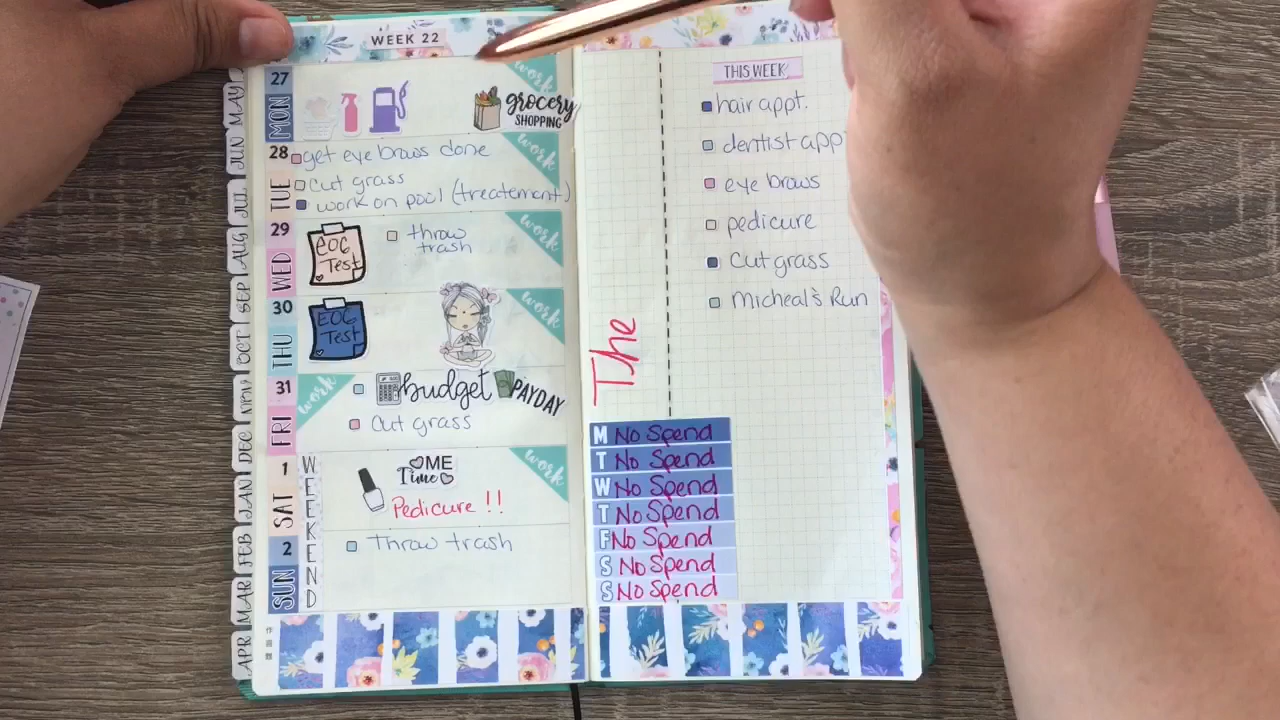 WEEK 22
27
MON
work
grocery
SHOPPING
28
TUE
get eye brows done
work
cut grass
work on pool (treatement)
29
WED
EOC
Test
throw
trash
work
30
THU
EOC
Test
work
31
FRI
work
budget
PAYDAY
cut grass
1
SAT
WEEKEND
ME
Time
Pedicure !!
work
2
SUN
Throw trash
MAY
JUN
JUL
AUG
SEP
OCT
NOV
DEC
JAN
FEB
MAR
APR
THIS WEEK
hair appt.
dentist app
eye brows
pedicure
Cut grass
Micheal's Run
The
M No Spend
T No Spend
W No Spend
T No Spend
F No Spend
S No Spend
S No Spend